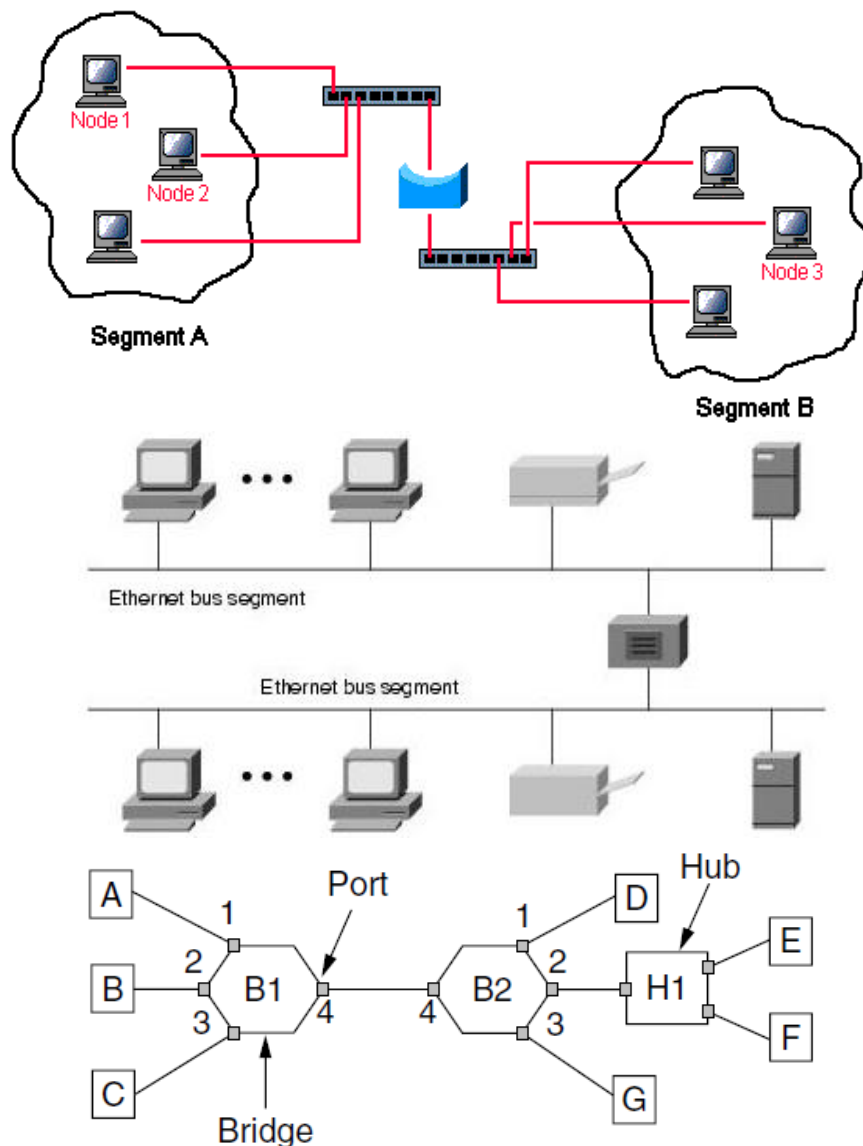 Node 1
Node 2
Node 3
Segment A
Segment B
Ethernet bus segment
Ethernet bus segment
A
Port
D
Hub
1
1
E
2
2
B
B1
4
4
B2
H1
3
3
F
C
G
Bridge